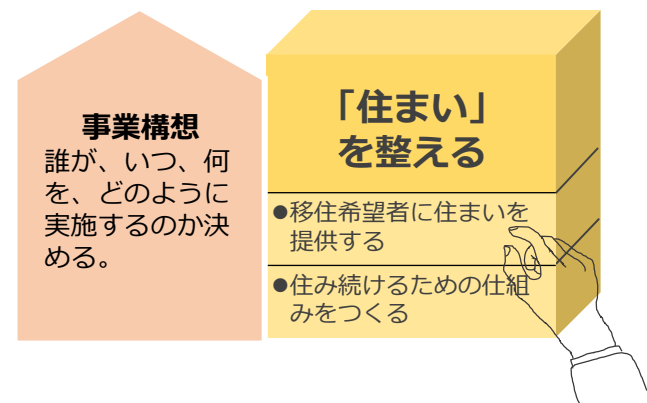 事業構想
誰が、いつ、何
を、どのように
実施するのか決
める。
「住まい」
を整える
●移住希望者に住まいを
提供する
●住み続けるための仕組
みをつくる